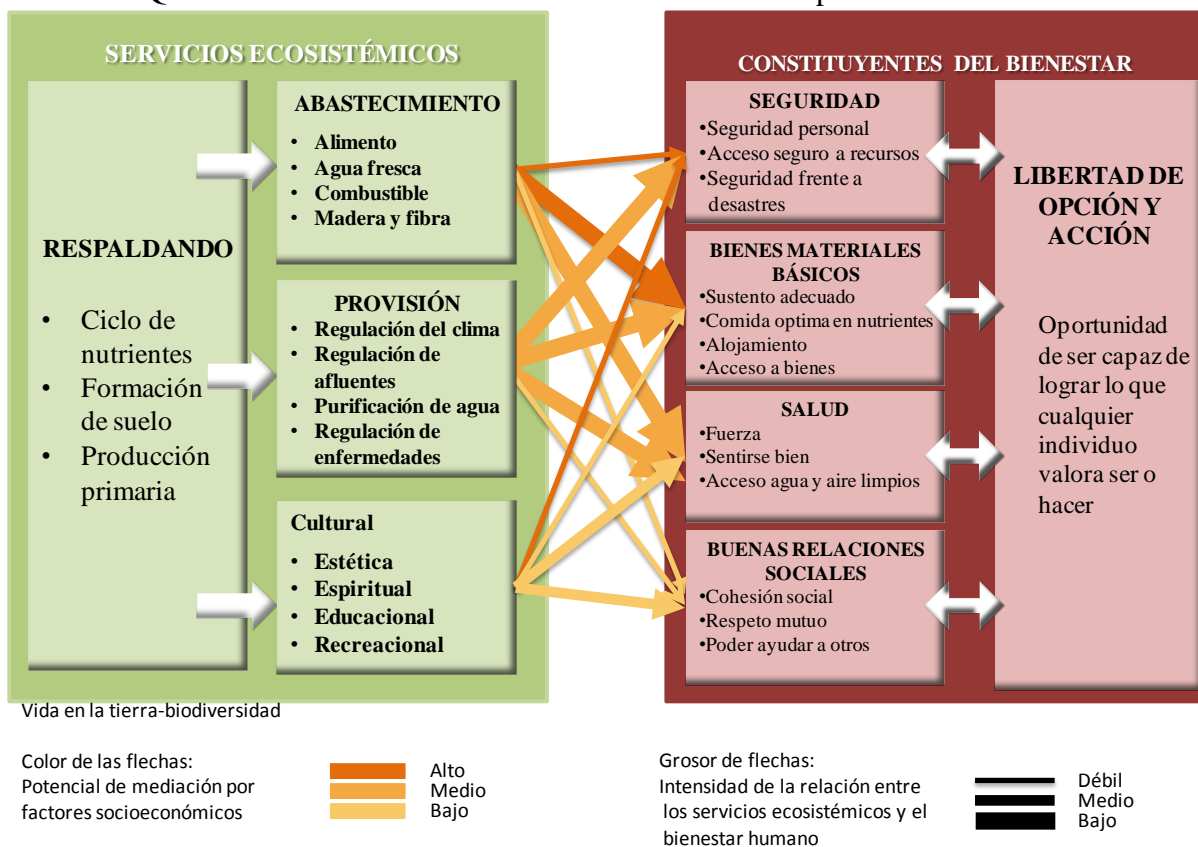 SERVICIOS ECOSISTÉMICOS
RESPALDANDO
• Ciclo de
nutrientes
• Formación
de suelo
• Producción
primaria
ABASTECIMIENTO
• Alimento
• Agua fresca
• Combustible
• Madera y fibra
PROVISIÓN
• Regulación del clima
• Regulación de
afluentes
• Purificación de agua
• Regulación de
enfermedades
Cultural
• Estética
• Espiritual
• Educacional
• Recreacional
CONSTITUYENTES DEL BIENESTAR
SEGURIDAD
•Seguridad personal
•Acceso seguro a recursos
•Seguridad frente a
desastres
BIENES MATERIALES
BÁSICOS
•Sustento adecuado
•Comida optima en nutrientes
•Alojamiento
•Acceso a bienes
SALUD
•Fuerza
•Sentirse bien
•Acceso agua y aire limpios
BUENAS RELACIONES
SOCIALES
•Cohesión social
•Respeto mutuo
•Poder ayudar a otros
LIBERTAD DE
OPCIÓN Y
ACCIÓN
Oportunidad
de ser capaz de
lograr lo que
cualquier
individuo
valora ser o
hacer
Vida en la tierra-biodiversidad
Color de las flechas:
Potencial de mediación por
factores socioeconómicos
Alto
Medio
Bajo
Grosor de flechas:
Intensidad de la relación entre
los servicios ecosistémicos y el
bienestar humano
Débil
Medio
Bajo